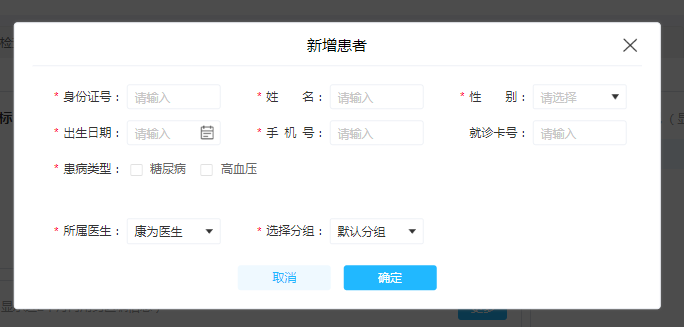 新增患者
* 身份证号： 请输入 * 姓 名： 请输入 * 性 别： 请选择
* 出生日期： 请输入 * 手 机 号： 请输入 就诊卡号： 请输入
* 患病类型： 糖尿病 高血压
* 所属医生： 康为医生 * 选择分组： 默认分组
取消 确定